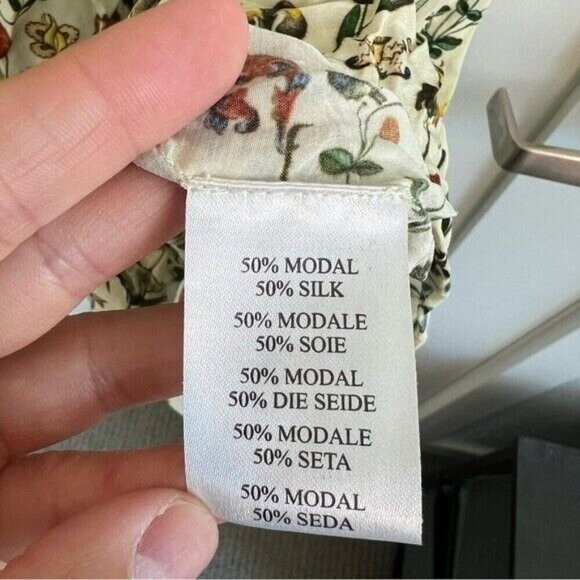 50% MODAL
50% SILK
50% MODALE
50% SOIE
50% MODAL
50% DIE SEIDE
50% MODALE
50% SETA
50% MODAL
50% SEDA